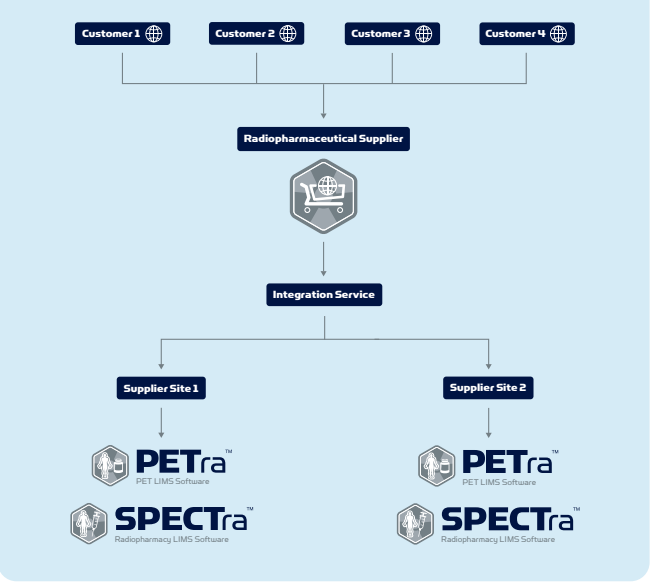 Customer 1
Customer 2
Customer 3
Customer 4
Radiopharmaceutical Supplier
Integration Service
Supplier Site 1
Supplier Site 2
PETra™
PET LIMS Software
PETra™
PET LIMS Software
SPECTra™
Radiopharmacy LIMS Software
SPECTra™
Radiopharmacy LIMS Software